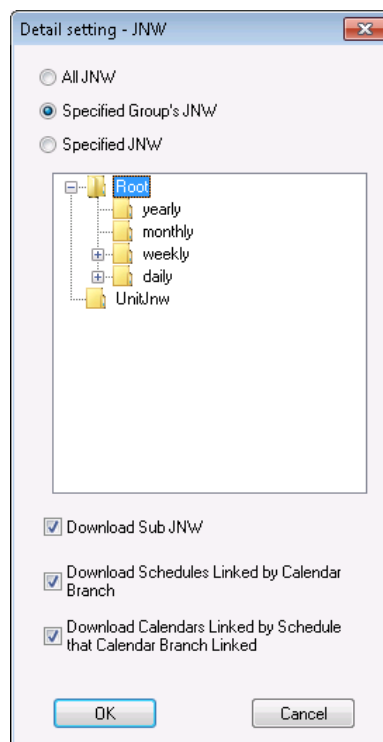 Detail setting - JNW
All JNW
Specified Group's JNW
Specified JNW
Root
yearly
monthly
weekly
daily
UnitJnw
Download Sub JNW
Download Schedules Linked by Calendar
Branch
Download Calendars Linked by Schedule
that Calendar Branch Linked
OK
Cancel